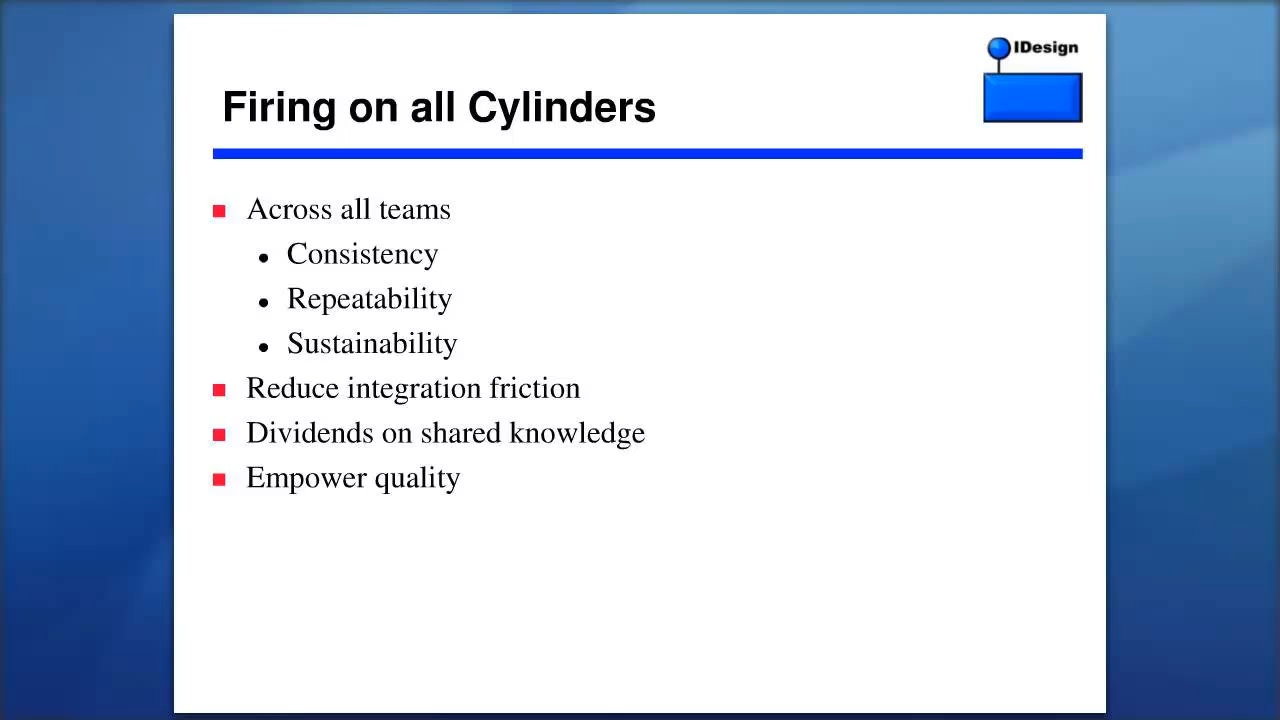 IDesign
Firing on all Cylinders
Across all teams
Consistency
Repeatability
Sustainability
Reduce integration friction
Dividends on shared knowledge
Empower quality